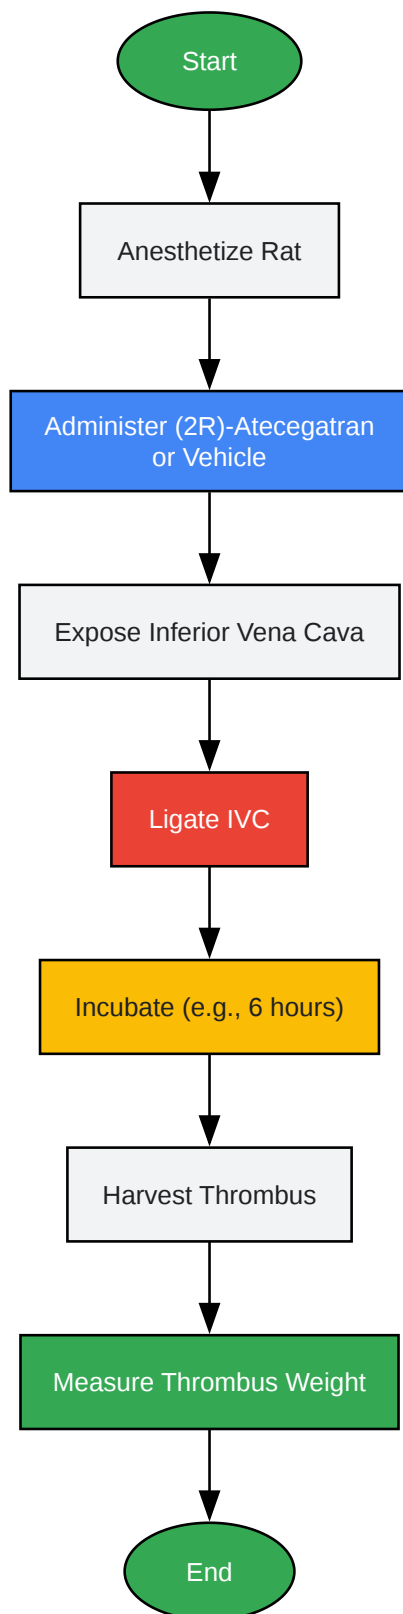 Start
Anesthetize Rat
Administer (2R)-Atecegatran
or Vehicle
Expose Inferior Vena Cava
Ligate IVC
Incubate (e.g., 6 hours)
Harvest Thrombus
Measure Thrombus Weight
End